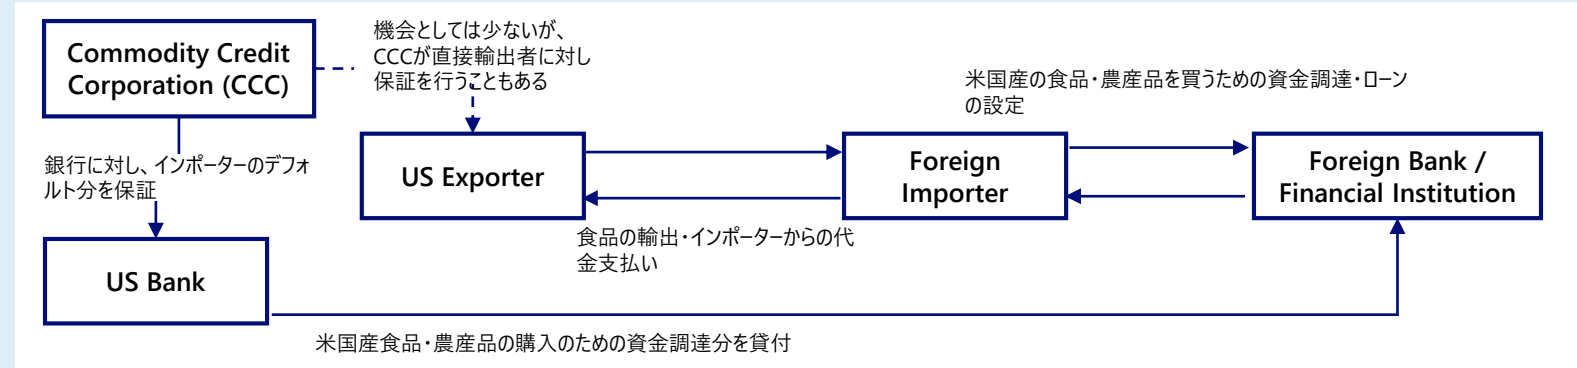 Commodity Credit
Corporation (CCC)
機会としては少ないが、
CCCが直接輸出者に対し
保証を行うこともある
米国産の食品・農産品を買うための資金調達・ローン
の設定
銀行に対し、インポーターのデフォ
ルト分を保証
US Exporter
Foreign
Importer
Foreign Bank /
Financial Institution
食品の輸出・インポーターからの代
金支払い
US Bank
米国産食品・農産品の購入のための資金調達分を貸付